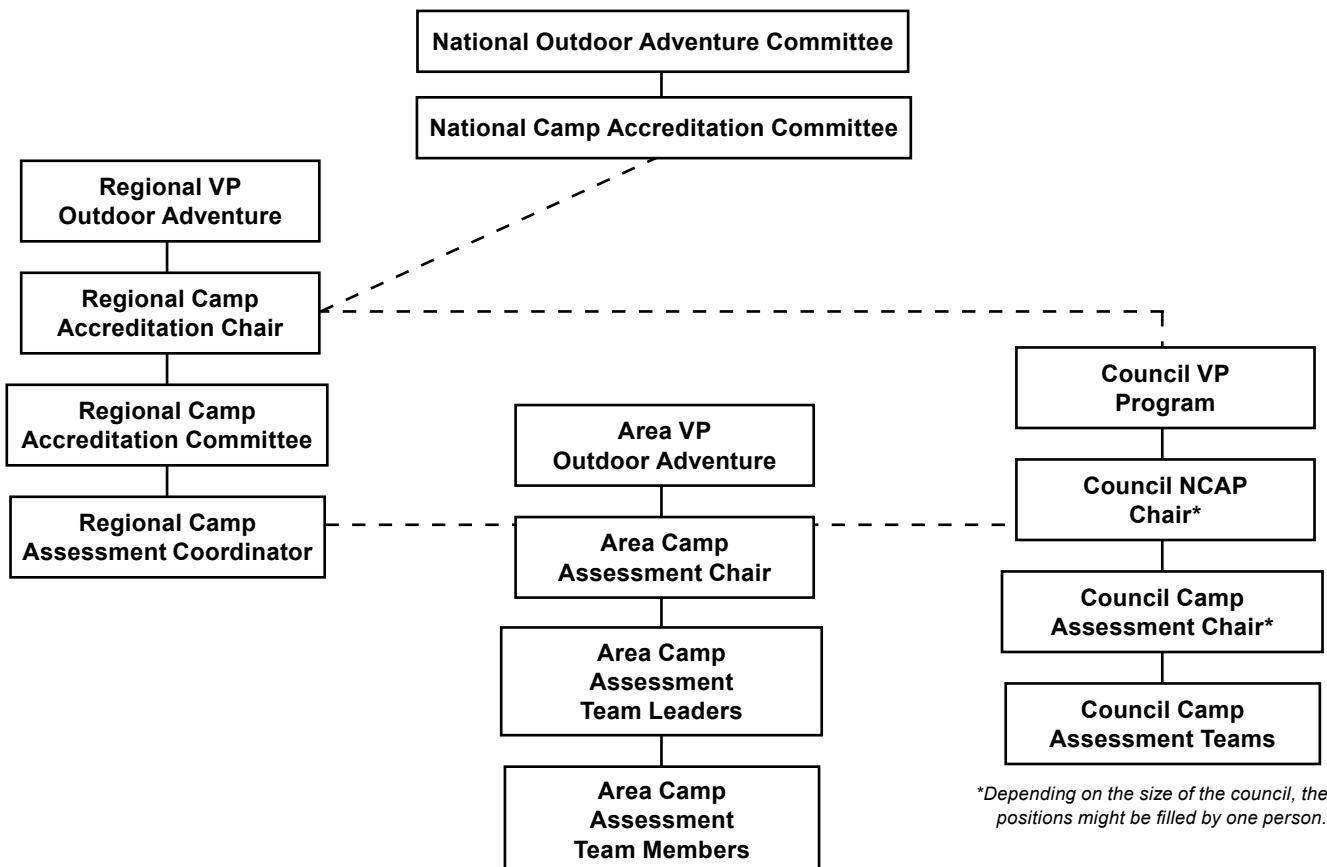 National Outdoor Adventure Committee
National Camp Accreditation Committee
Regional VP
Outdoor Adventure
Regional Camp
Accreditation Chair
Regional Camp
Accreditation Committee
Regional Camp
Assessment Coordinator
Area VP
Outdoor Adventure
Area Camp
Assessment Chair
Area Camp
Assessment
Team Leaders
Area Camp
Assessment
Team Members
Council VP
Program
Council NCAP
Chair*
Council Camp
Assessment Chair*
Council Camp
Assessment Teams
*Depending on the size of the council, the
positions might be filled by one person.